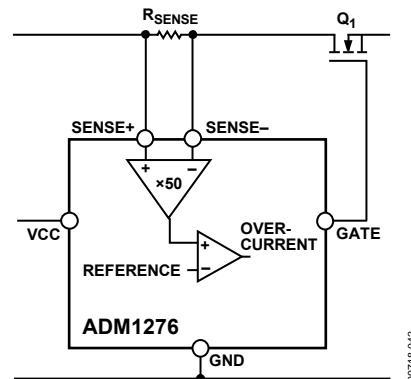 RSENSE
Q1
SENSE+
SENSE–
+
–
×50
OVER-
CURRENT
+
–
VCC
GATE
REFERENCE
ADM1276
GND